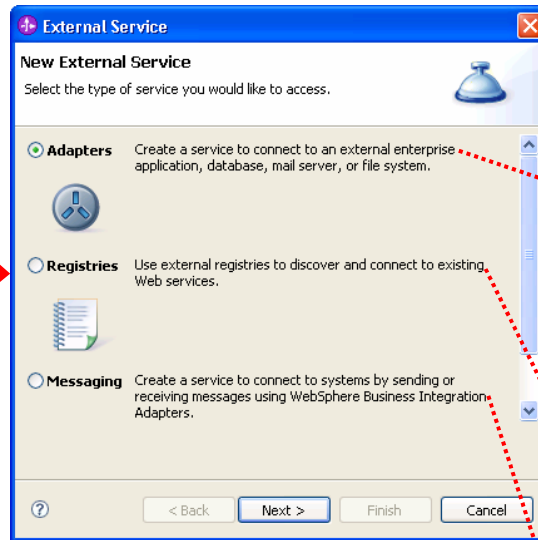 External Service
New External Service
Select the type of service you would like to access.
Adapters
Create a service to connect to an external enterprise
application, database, mail server, or file system.
Registries
Use external registries to discover and connect to existing
Web services.
Messaging
Create a service to connect to systems by sending or
receiving messages using WebSphere Business Integration
Adapters.
< Back
Next >
Finish
Cancel